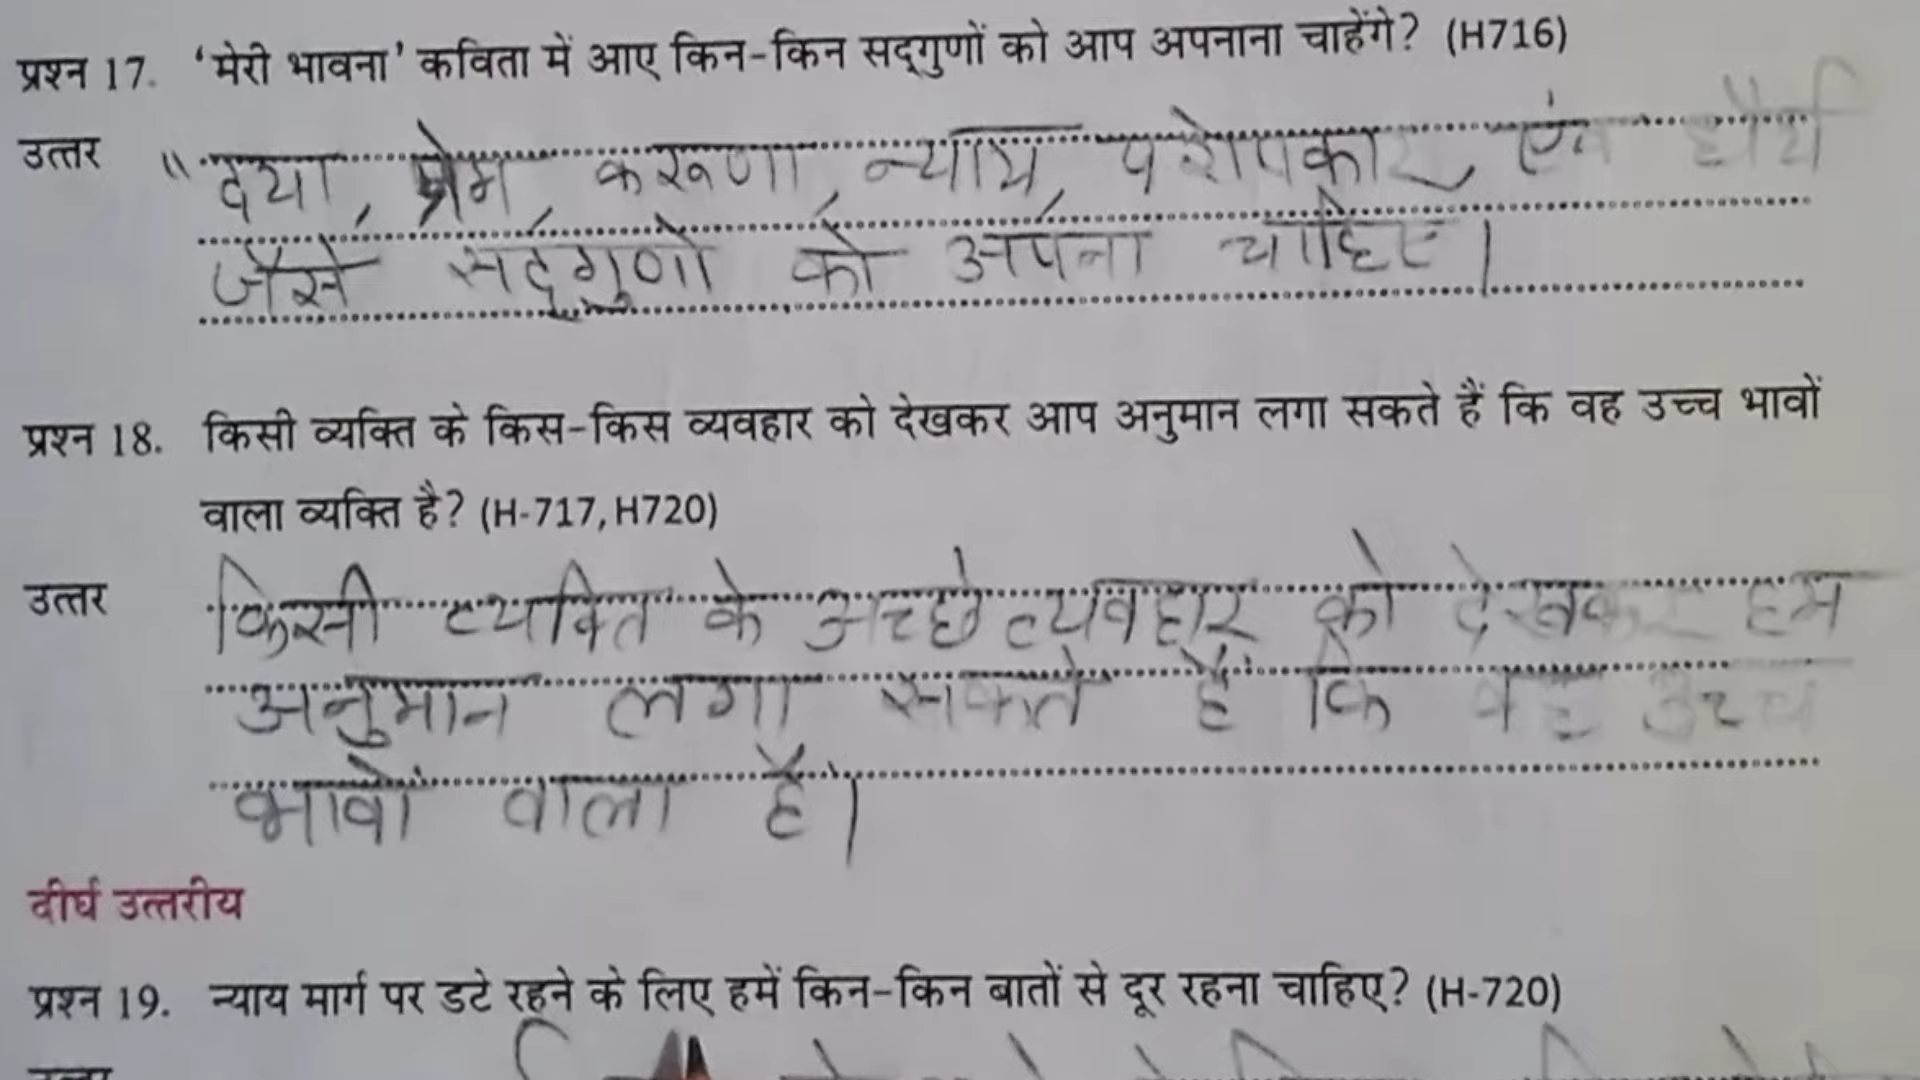 प्रश्न 17. ‘मेरी भावना’ कविता में आए किन-किन सद्‌गुणों को आप अपनाना चाहेंगे? (H716)
उत्तर " दया, प्रेम, करूणा, न्याय, परोपकार, एंव धैर्य
जैसे सद्‌गुणो को अपना चाहिए।
प्रश्न 18. किसी व्यक्ति के किस-किस व्यवहार को देखकर आप अनुमान लगा सकते हैं कि वह उच्च भावों
वाला व्यक्ति है? (H-717, H720)
उत्तर किसी व्यक्ति के अच्छे व्यवहार को देखकर हम
अनुमान लगा सकते हैं कि वह उच्च
भावों वाला है।
दीर्घ उत्तरीय
प्रश्न 19. न्याय मार्ग पर डटे रहने के लिए हमें किन-किन बातों से दूर रहना चाहिए? (H-720)